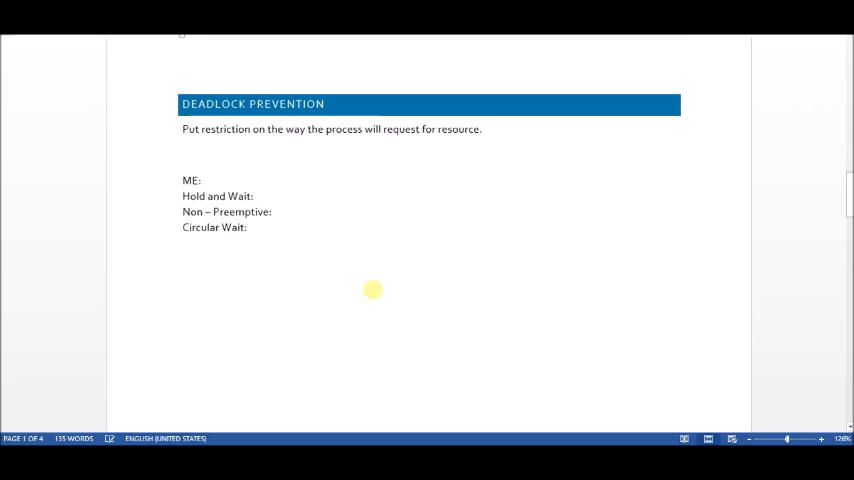 DEADLOCK PREVENTION
Put restriction on the way the process will request for resource.
ME:
Hold and Wait:
Non – Preemptive:
Circular Wait:
PAGE 1 OF 4 135 WORDS ENGLISH (UNITED STATES) 126%